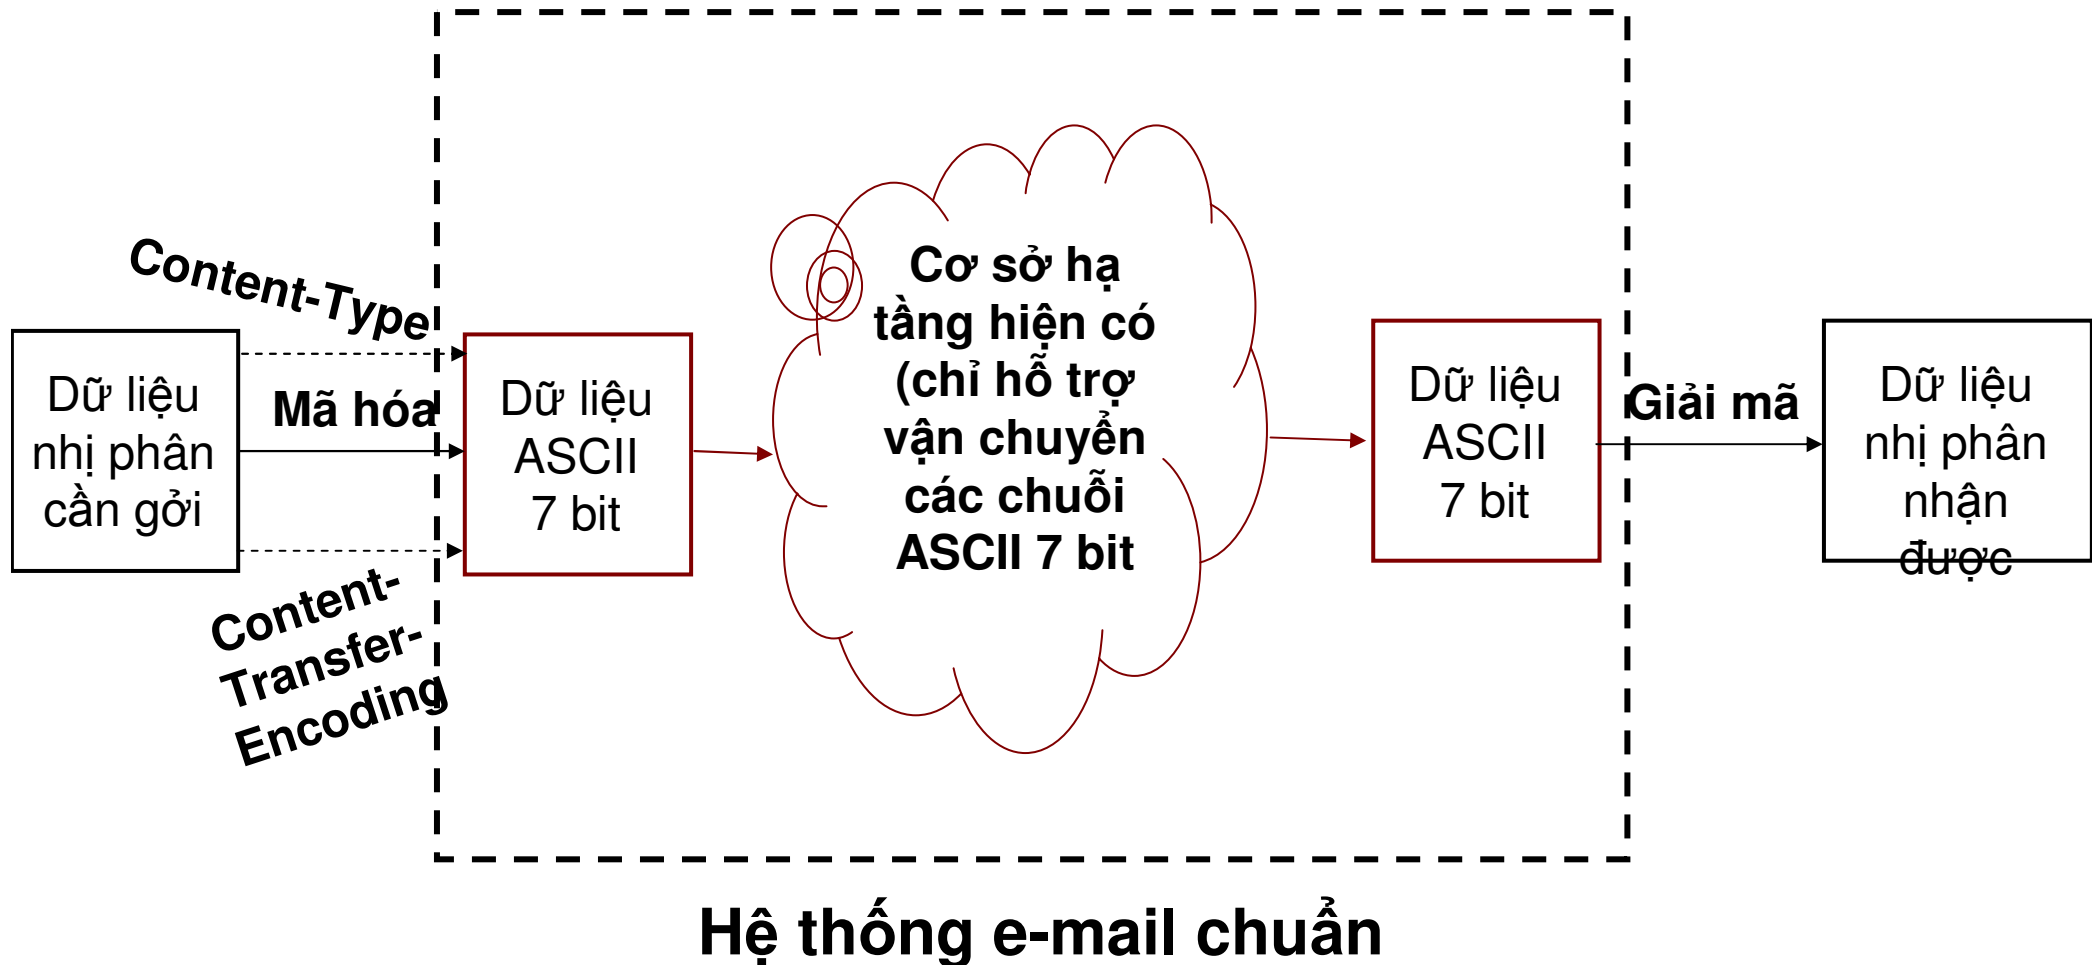 Content-Type
Dữ liệu
nhị phân
cần gởi
Mã hóa
Content-
Transfer-
Encoding
Dữ liệu
ASCII
7 bit
Cơ sở hạ
tầng hiện có
(chỉ hỗ trợ
vận chuyển
các chuỗi
ASCII 7 bit
Dữ liệu
ASCII
7 bit
Giải mã
Dữ liệu
nhị phân
nhận
được
Hệ thống e-mail chuẩn